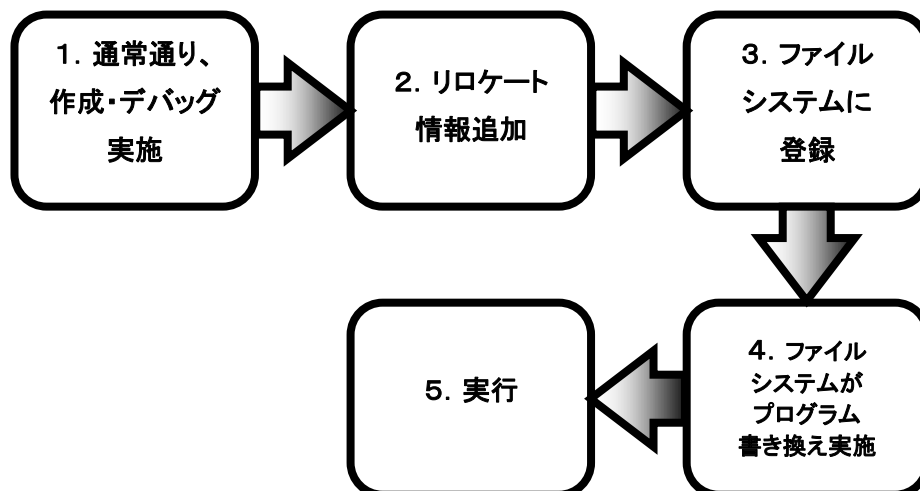 1．通常通り、
作成・デバッグ
実施
2．リロケート
情報追加
3．ファイル
システムに
登録
4．ファイル
システムが
プログラム
書き換え実施
5．実行